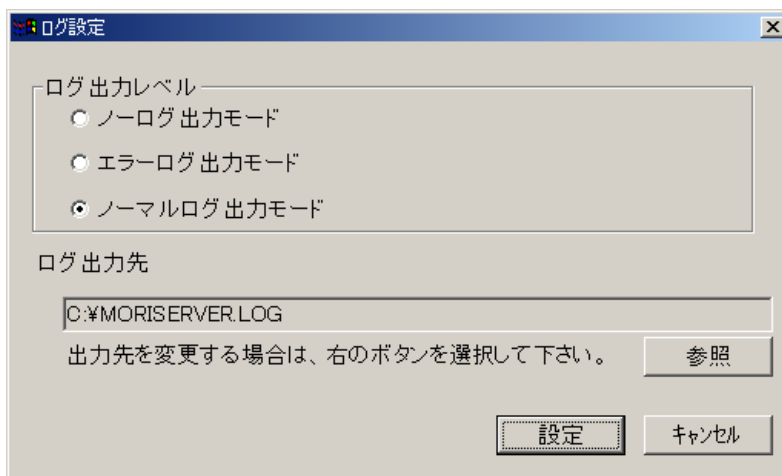 ログ設定
ログ出力レベル
ノーログ出力モード
エラーログ出力モード
ノーマルログ出力モード
ログ出力先
C:¥MORISERVER.LOG
出力先を変更する場合は、右のボタンを選択して下さい。 参照
設定 キャンセル